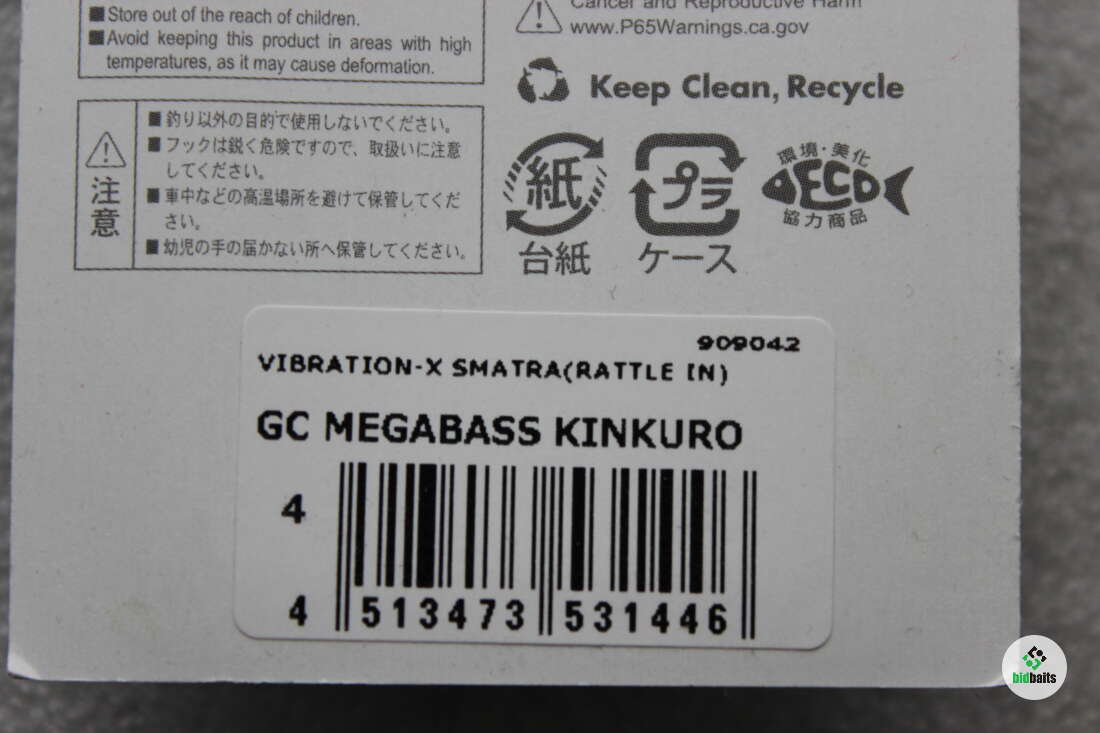 ■Store out of the reach of children.
■Avoid keeping this product in areas with high
temperatures, as it may cause deformation.
Cancer and Reproductive Harm
www.P65Warnings.ca.gov
Keep Clean, Recycle
注意
■釣り以外の目的で使用しないでください。
■フックは鋭く危険ですので、取扱いに注意
してください。
■車中などの高温場所を避けて保管してくだ
さい。
■幼児の手の届かない所へ保管してください。
紙
台紙
プラ
ケース
環境・美化
ECO
協力商品
909042
VIBRATION-X SMATRA(RATTLE IN)
GC MEGABASS KINKURO
4
4 513473 531446
bidbaits